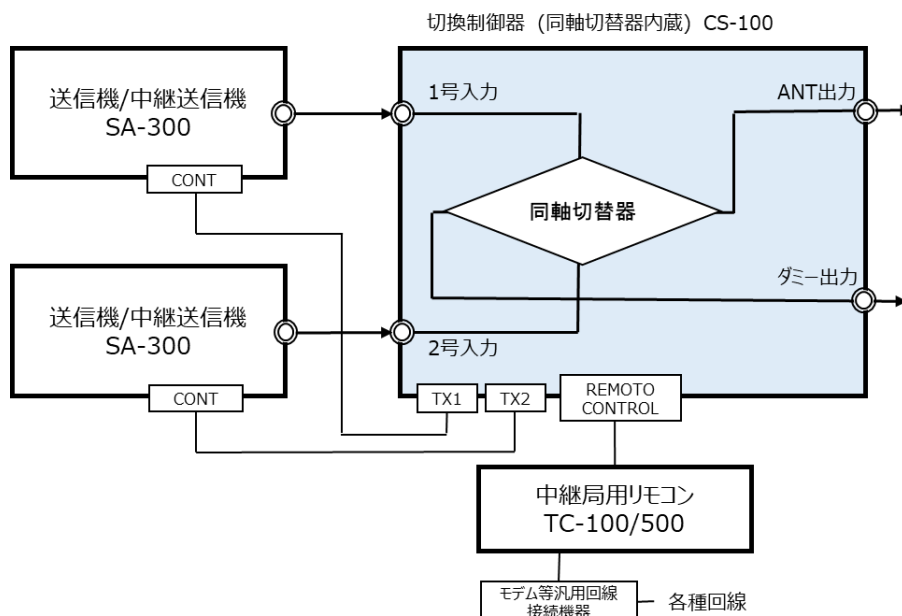 切換制御器 (同軸切替器内蔵) CS-100
送信機/中継送信機
SA-300
CONT
1号入力
ANT出力
同軸切替器
ダミー出力
送信機/中継送信機
SA-300
CONT
2号入力
TX1
TX2
REMOTO
CONTROL
中継局用リモコン
TC-100/500
モデム等汎用回線
接続機器
各種回線